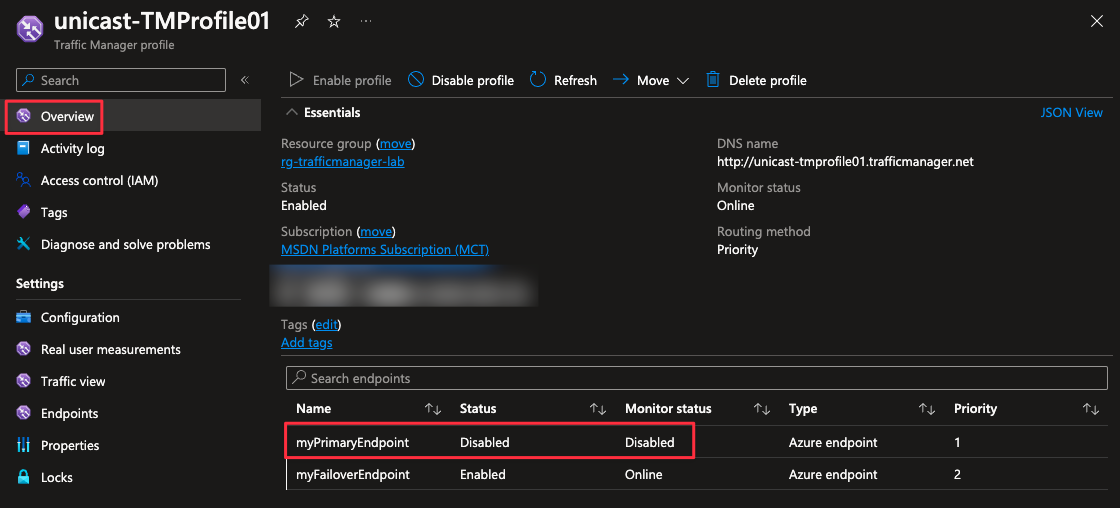 unicast-TMProfile01
Traffic Manager profile
Search
Overview
Activity log
Access control (IAM)
Tags
Diagnose and solve problems
Settings
Configuration
Real user measurements
Traffic view
Endpoints
Properties
Locks
Enable profile Disable profile Refresh Move Delete profile
Essentials JSON View
Resource group (move)
rg-trafficmanager-lab
Status
Enabled
Subscription (move)
MSDN Platforms Subscription (MCT)
DNS name
http://unicast-tmprofile01.trafficmanager.net
Monitor status
Online
Routing method
Priority
Tags (edit)
Add tags
Search endpoints
Name Status Monitor status Type Priority
myPrimaryEndpoint Disabled Disabled Azure endpoint 1
myFailoverEndpoint Enabled Online Azure endpoint 2